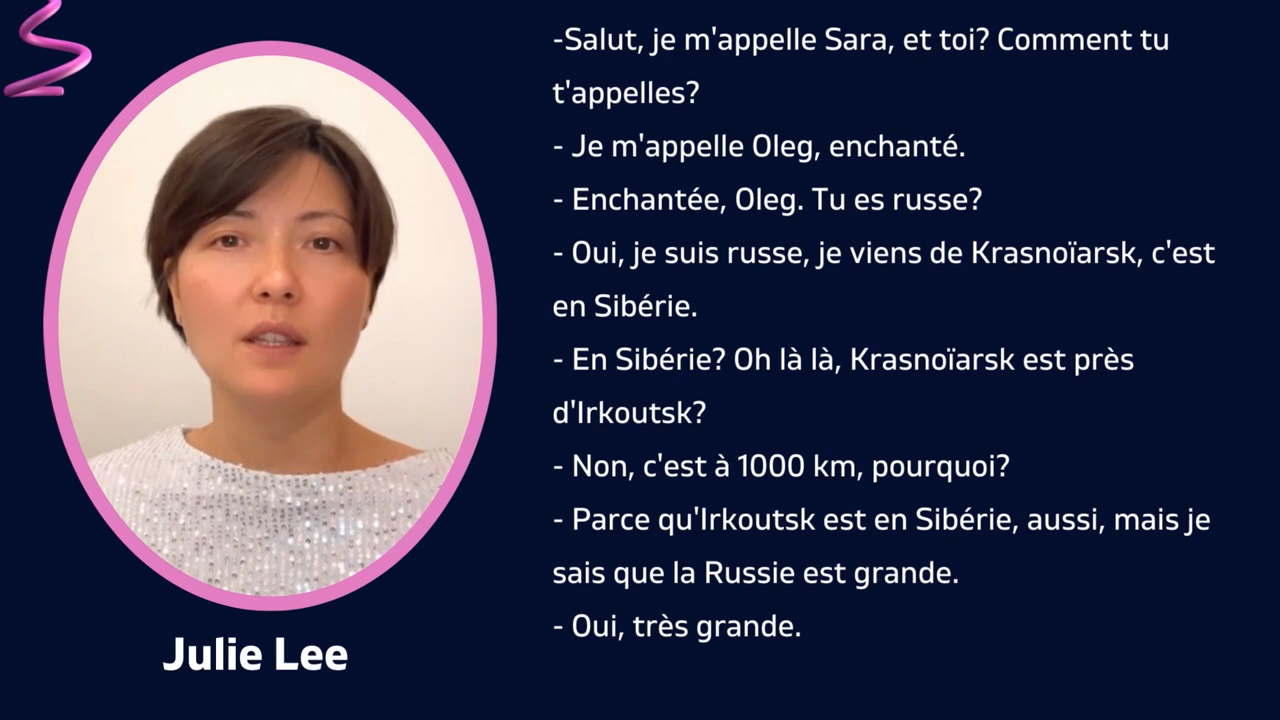 -Salut, je m'appelle Sara, et toi? Comment tu
t'appelles?
- Je m'appelle Oleg, enchanté.
- Enchantée, Oleg. Tu es russe?
- Oui, je suis russe, je viens de Krasnoïarsk, c'est
en Sibérie.
- En Sibérie? Oh là là, Krasnoïarsk est près
d'Irkoutsk?
- Non, c'est à 1000 km, pourquoi?
- Parce qu'Irkoutsk est en Sibérie, aussi, mais je
sais que la Russie est grande.
- Oui, très grande.
Julie Lee